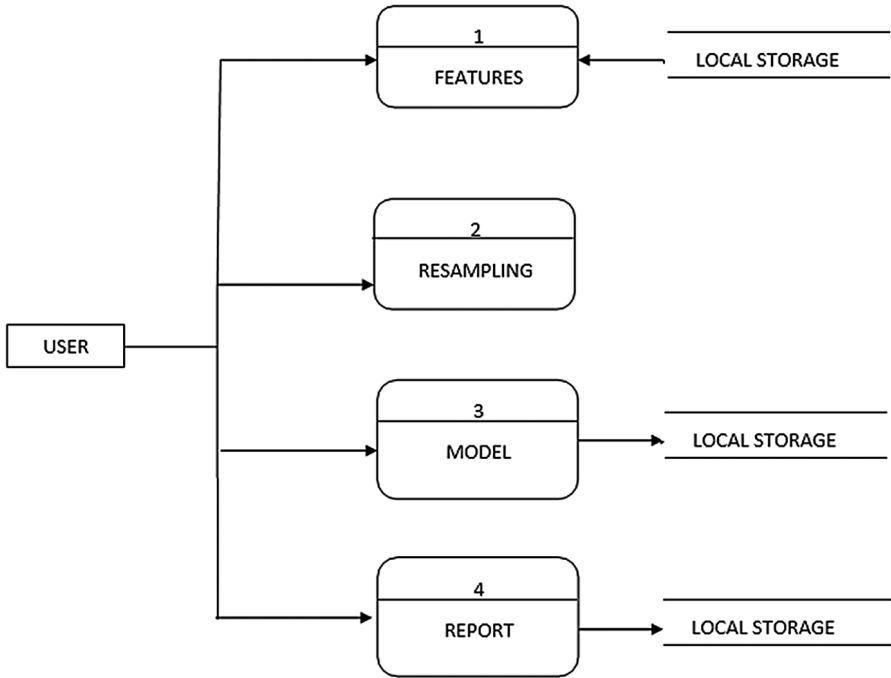 1
FEATURES
LOCAL STORAGE
2
RESAMPLING
USER
3
MODEL
LOCAL STORAGE
4
REPORT
LOCAL STORAGE